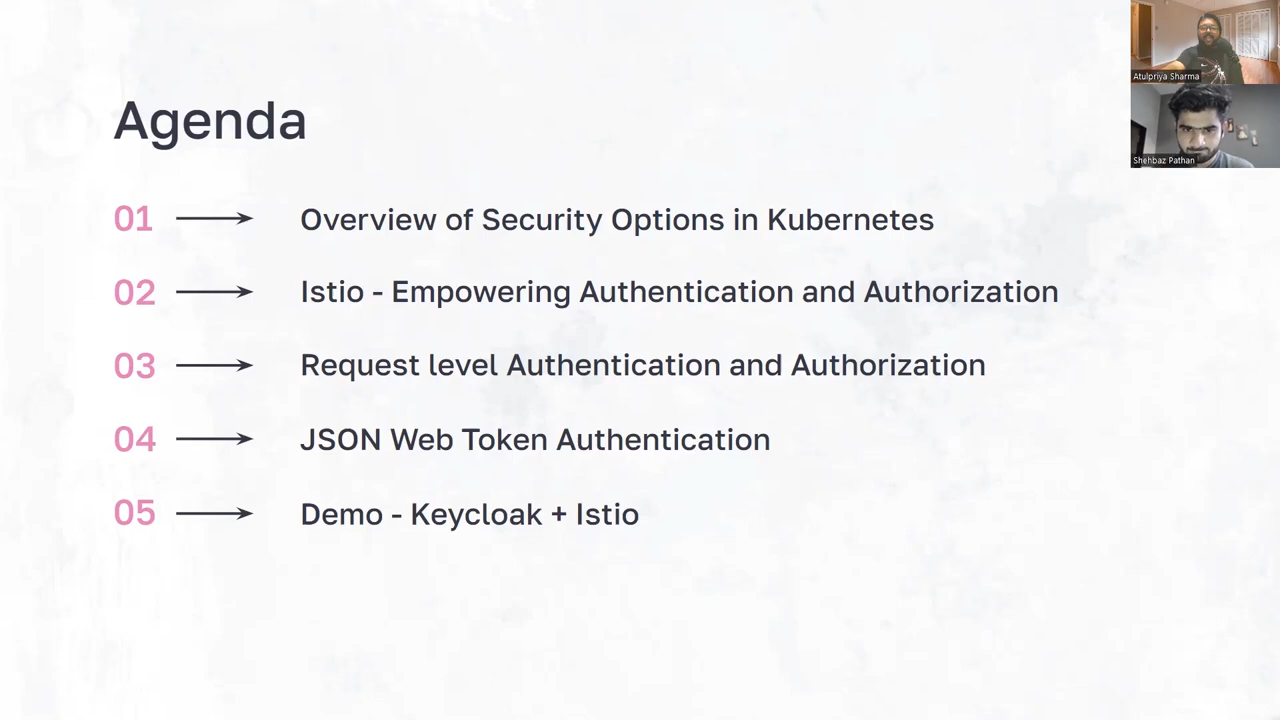 Agenda
01 Overview of Security Options in Kubernetes
02 Istio - Empowering Authentication and Authorization
03 Request level Authentication and Authorization
04 JSON Web Token Authentication
05 Demo - Keycloak + Istio
Atulpriya Sharma
Shehbaz Pathan